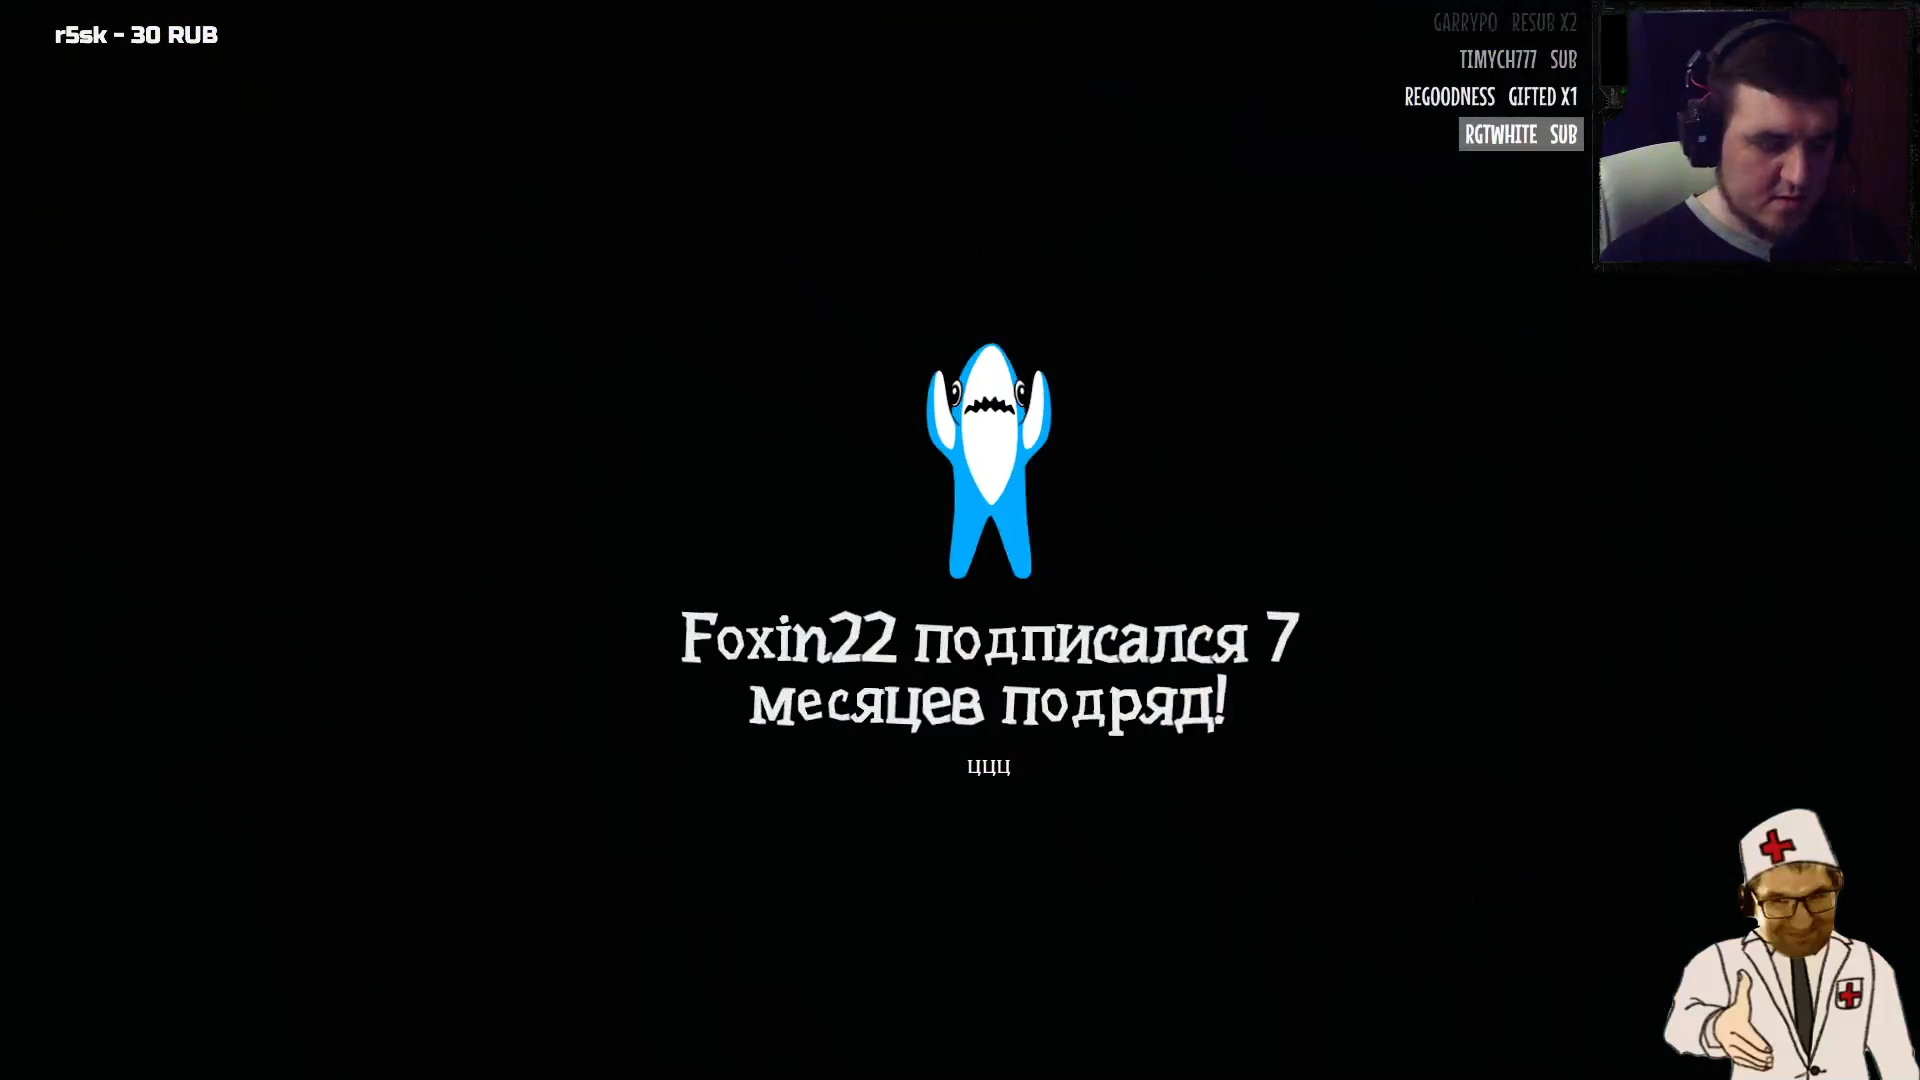 r5sk - 30 RUB
GARRYPO RESUB X2
TIMYCH777 SUB
REGOODNESS GIFTED X1
RGTWHITE SUB
Foxin22 подписался 7
месяцев подряд!
ццц